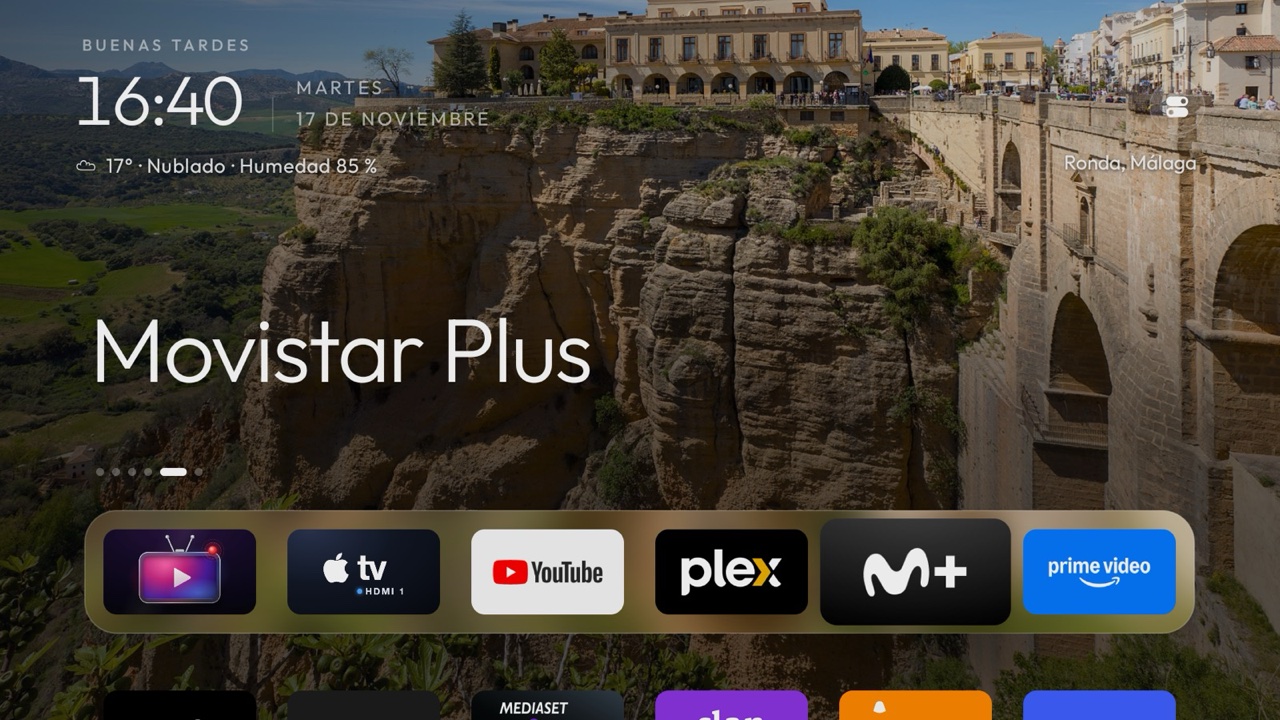 BUENAS TARDES
16:40
MARTES
17 DE NOVIEMBRE
17° · Nublado · Humedad 85 %
Ronda, Málaga
Movistar Plus
tv
HDMI 1
YouTube
plex
M+
prime video
MEDIASET